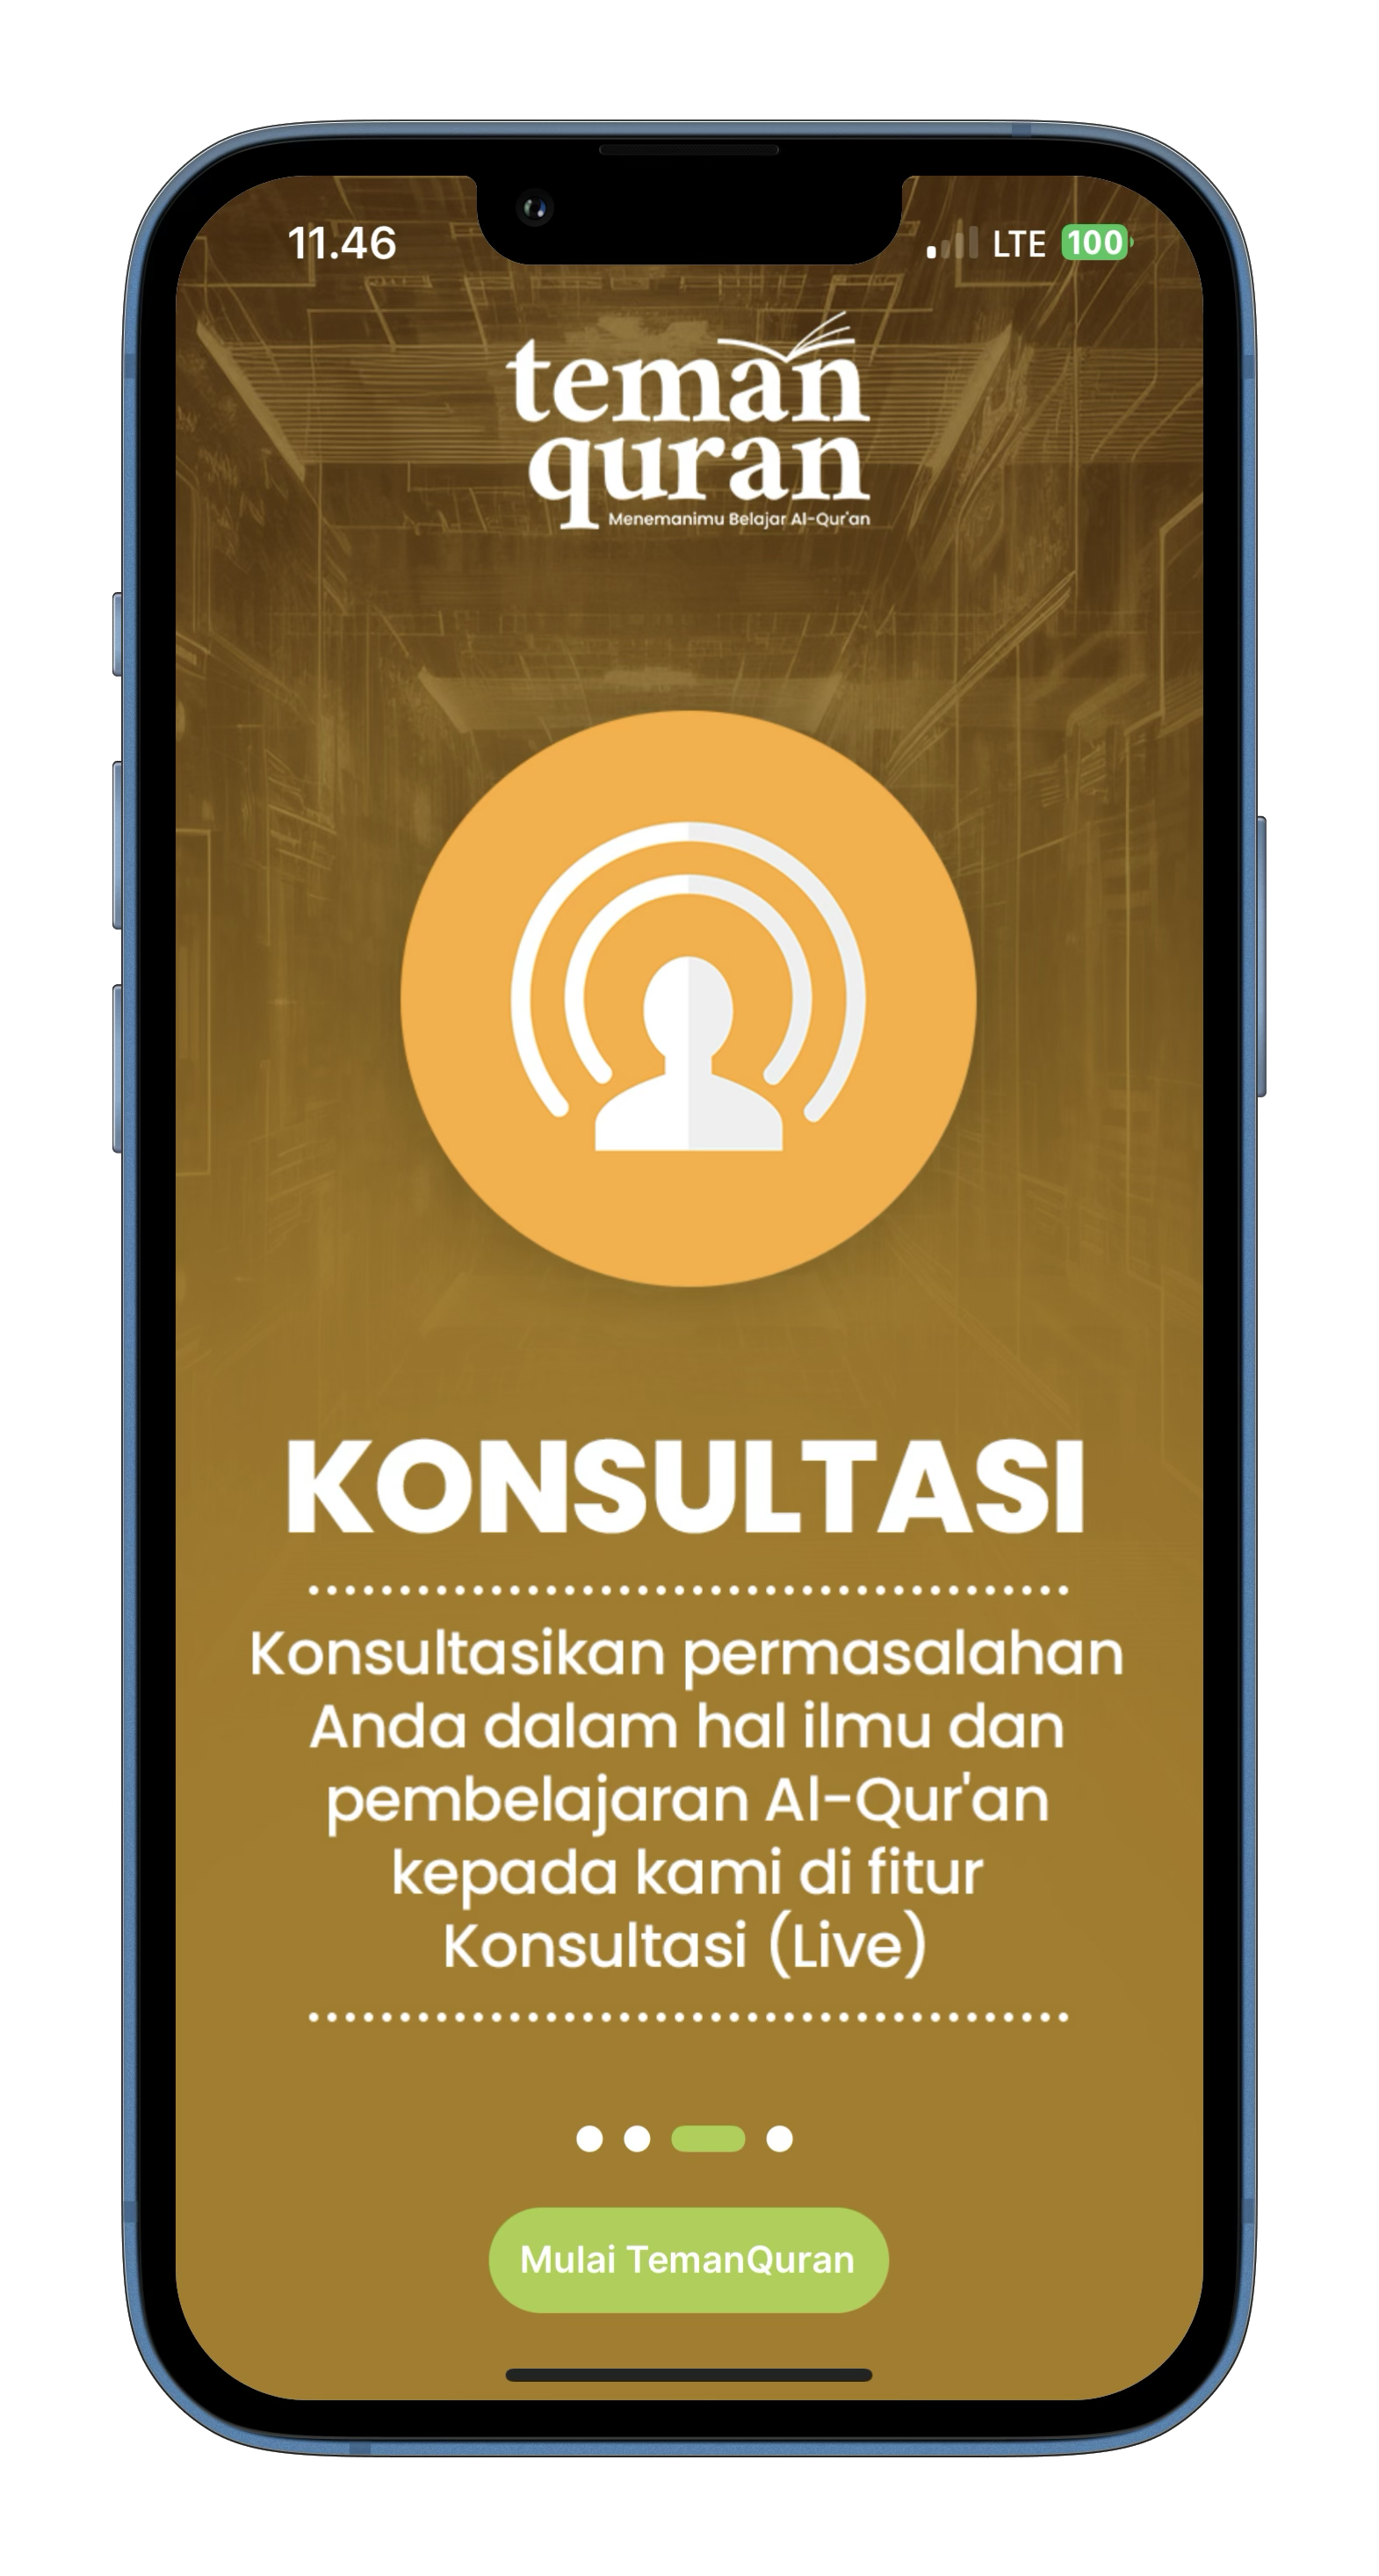 11.46
LTE 100
teman
quran
Menemanimu Belajar Al-Qur'an
KONSULTASI
Konsultasikan permasalahan
Anda dalam hal ilmu dan
pembelajaran Al-Qur'an
kepada kami di fitur
Konsultasi (Live)
Mulai TemanQuran